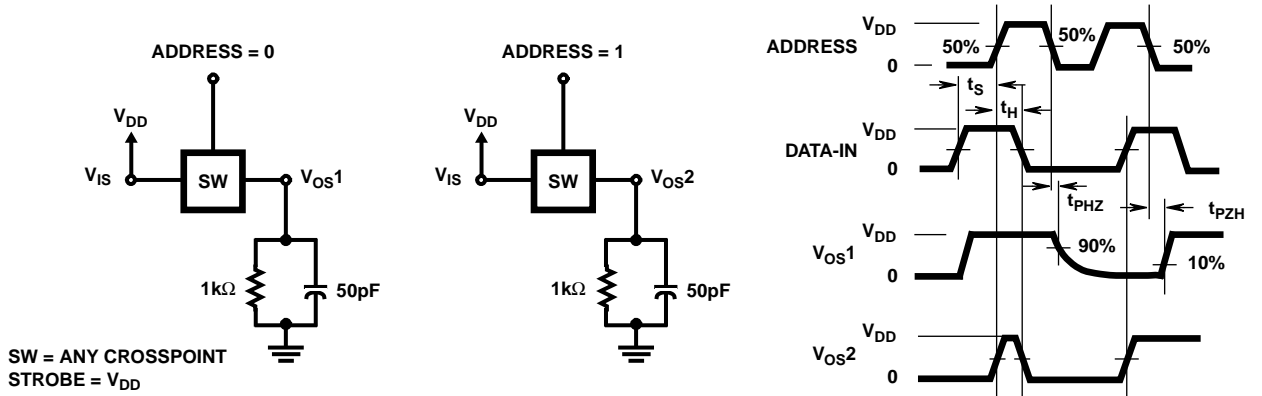 ADDRESS = 0
V_DD
V_IS
SW
V_OS1
1kΩ
50pF
SW = ANY CROSSPOINT
STROBE = V_DD
ADDRESS = 1
V_DD
V_IS
SW
V_OS2
1kΩ
50pF
ADDRESS
V_DD
0
50%
50%
50%
t_S
t_H
DATA-IN
V_DD
0
t_PHZ
t_PZH
V_OS1
V_DD
0
90%
10%
V_OS2
V_DD
0